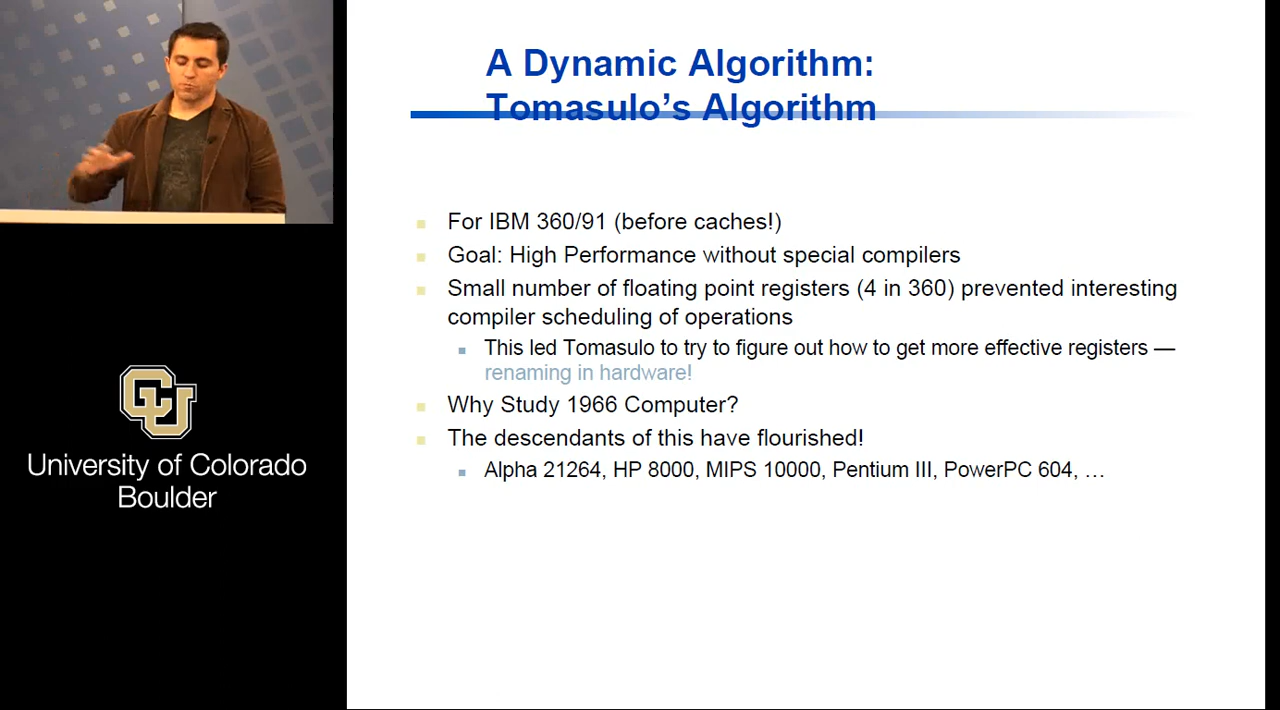 A Dynamic Algorithm:
Tomasulo's Algorithm
For IBM 360/91 (before caches!)
Goal: High Performance without special compilers
Small number of floating point registers (4 in 360) prevented interesting
compiler scheduling of operations
This led Tomasulo to try to figure out how to get more effective registers —
renaming in hardware!
Why Study 1966 Computer?
The descendants of this have flourished!
Alpha 21264, HP 8000, MIPS 10000, Pentium III, PowerPC 604, …
CU
University of Colorado
Boulder